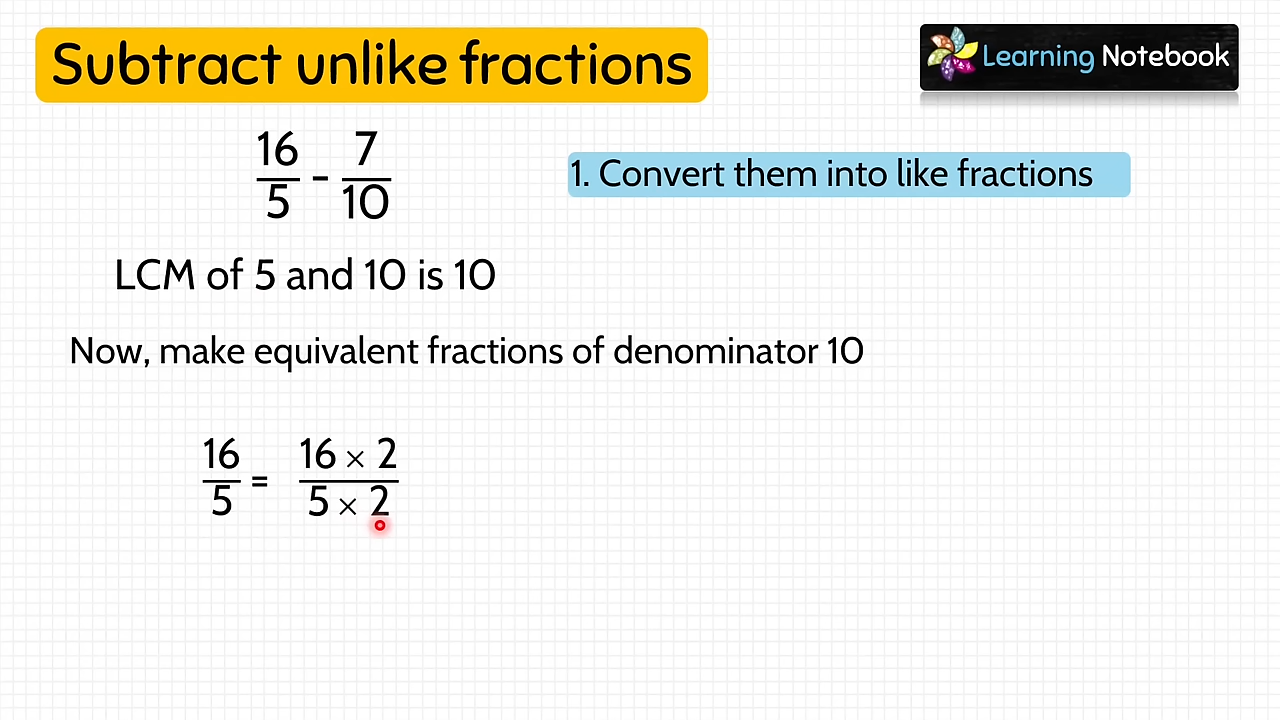 Subtract unlike fractions
Learning Notebook
16/5 - 7/10
1. Convert them into like fractions
LCM of 5 and 10 is 10
Now, make equivalent fractions of denominator 10
16/5 = 16 × 2/5 × 2